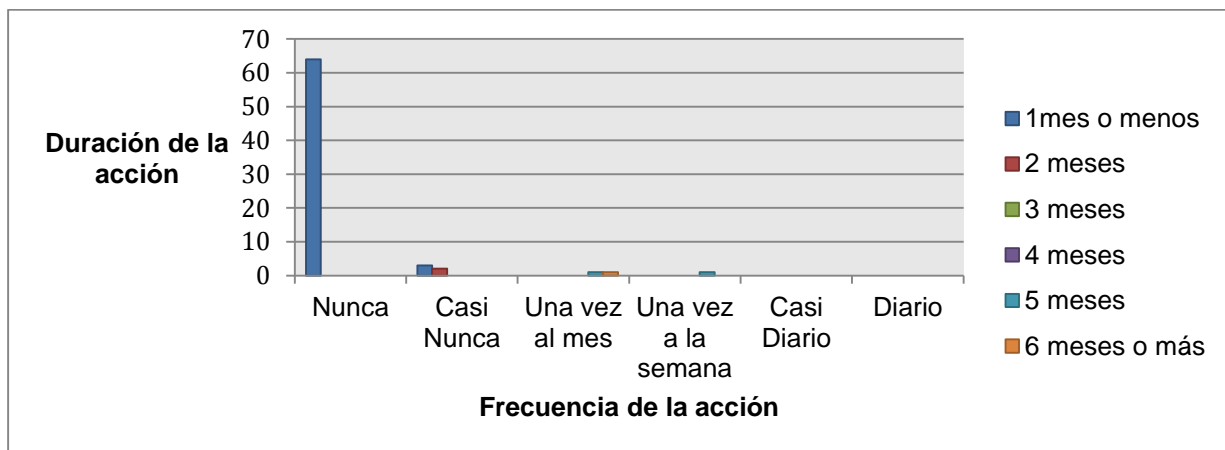 70
60
50
40
30
20
10
0
Duración de la
acción
Nunca
Casi
Nunca
Una vez
al mes
Una vez
a la
semana
Casi
Diario
Diario
Frecuencia de la acción
1mes o menos
2 meses
3 meses
4 meses
5 meses
6 meses o más